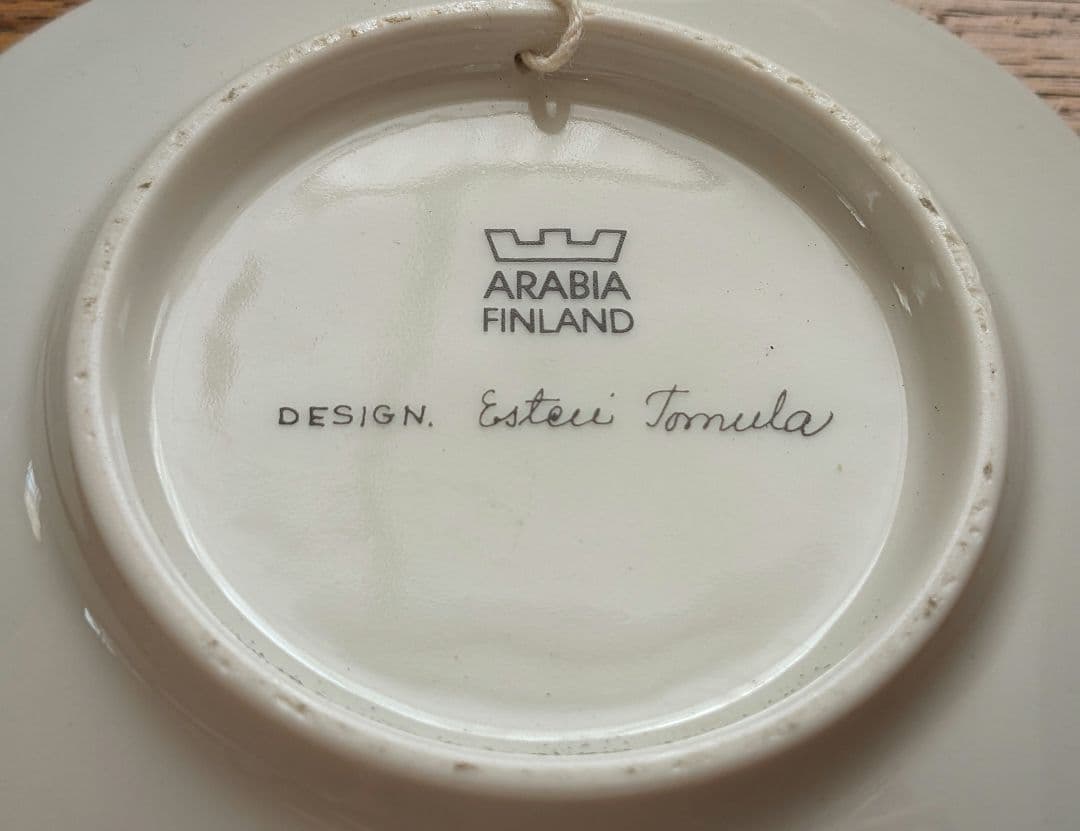 ARABIA
FINLAND
DESIGN. Esteri Tomula